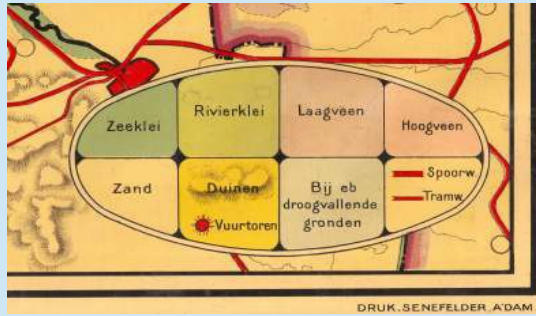 Zeeklei
Rivierklei
Laagveen
Hoogveen
Zand
Duinen
Vuurtoren
Bij eb
droogvallende
gronden
Spoorw.
Tramw.
DRUK. SENEFELDER. A'DAM